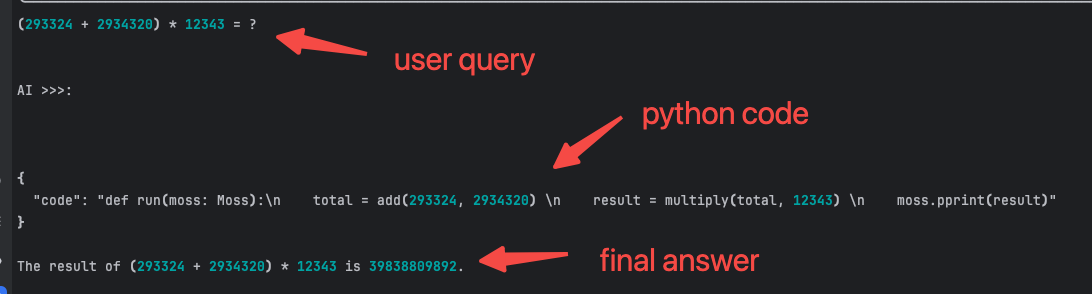 (293324 + 2934320) * 12343 = ?
user query
AI >>>:
python code
{
"code": "def run(moss: Moss):\n    total = add(293324, 2934320) \n    result = multiply(total, 12343) \n    moss.pprint(result)"
}
The result of (293324 + 2934320) * 12343 is 39838809892.
final answer